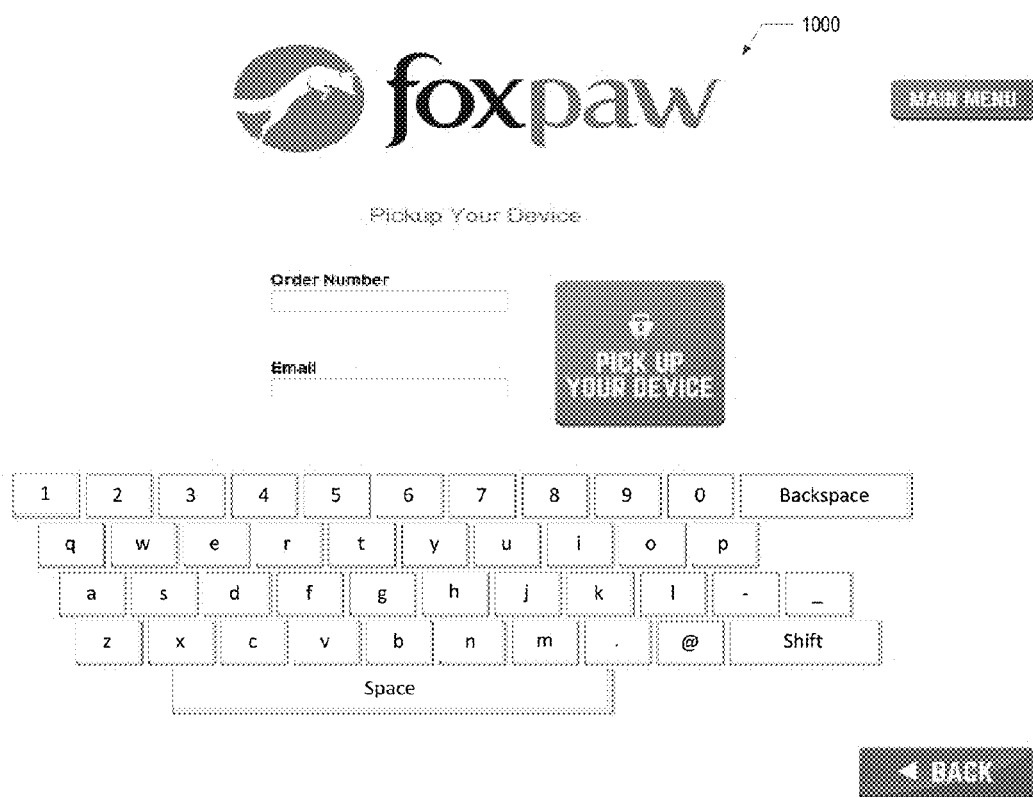 1000
foxpaw
MAIN MENU
Pickup Your Device
Order Number
Email
PICK UP
YOUR DEVICE
1 2 3 4 5 6 7 8 9 0 Backspace
q w e r t y u i o p
a s d f g h j k l - _
z x c v b n m . @ Shift
Space
BACK